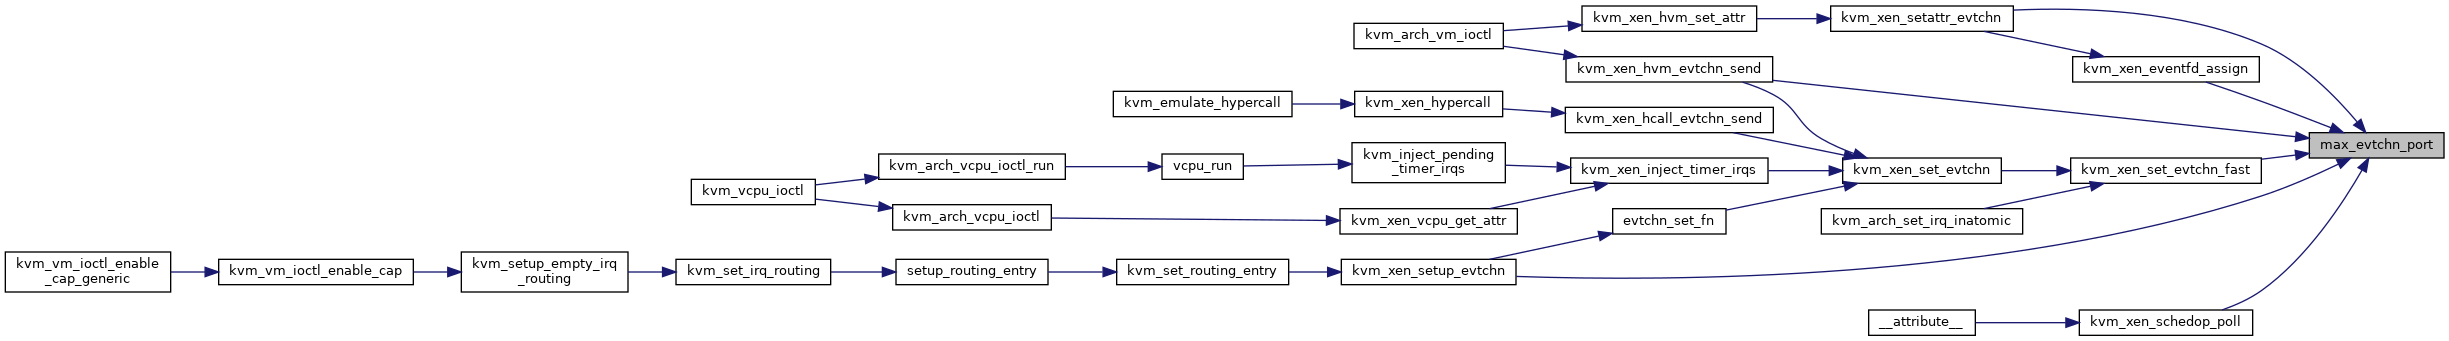 kvm_xen_hvm_set_attr
kvm_xen_setattr_evtchn
kvm_arch_vm_ioctl
kvm_xen_hvm_evtchn_send
kvm_xen_eventfd_assign
kvm_emulate_hypercall
kvm_xen_hypercall
kvm_xen_hcall_evtchn_send
max_evtchn_port
kvm_inject_pending
_timer_irqs
kvm_arch_vcpu_ioctl_run
vcpu_run
kvm_xen_inject_timer_irqs
kvm_xen_set_evtchn
kvm_xen_set_evtchn_fast
kvm_vcpu_ioctl
kvm_arch_vcpu_ioctl
kvm_xen_vcpu_get_attr
evtchn_set_fn
kvm_arch_set_irq_inatomic
kvm_vm_ioctl_enable
_cap_generic
kvm_vm_ioctl_enable_cap
kvm_setup_empty_irq
_routing
kvm_set_irq_routing
setup_routing_entry
kvm_set_routing_entry
kvm_xen_setup_evtchn
__attribute__
kvm_xen_schedop_poll